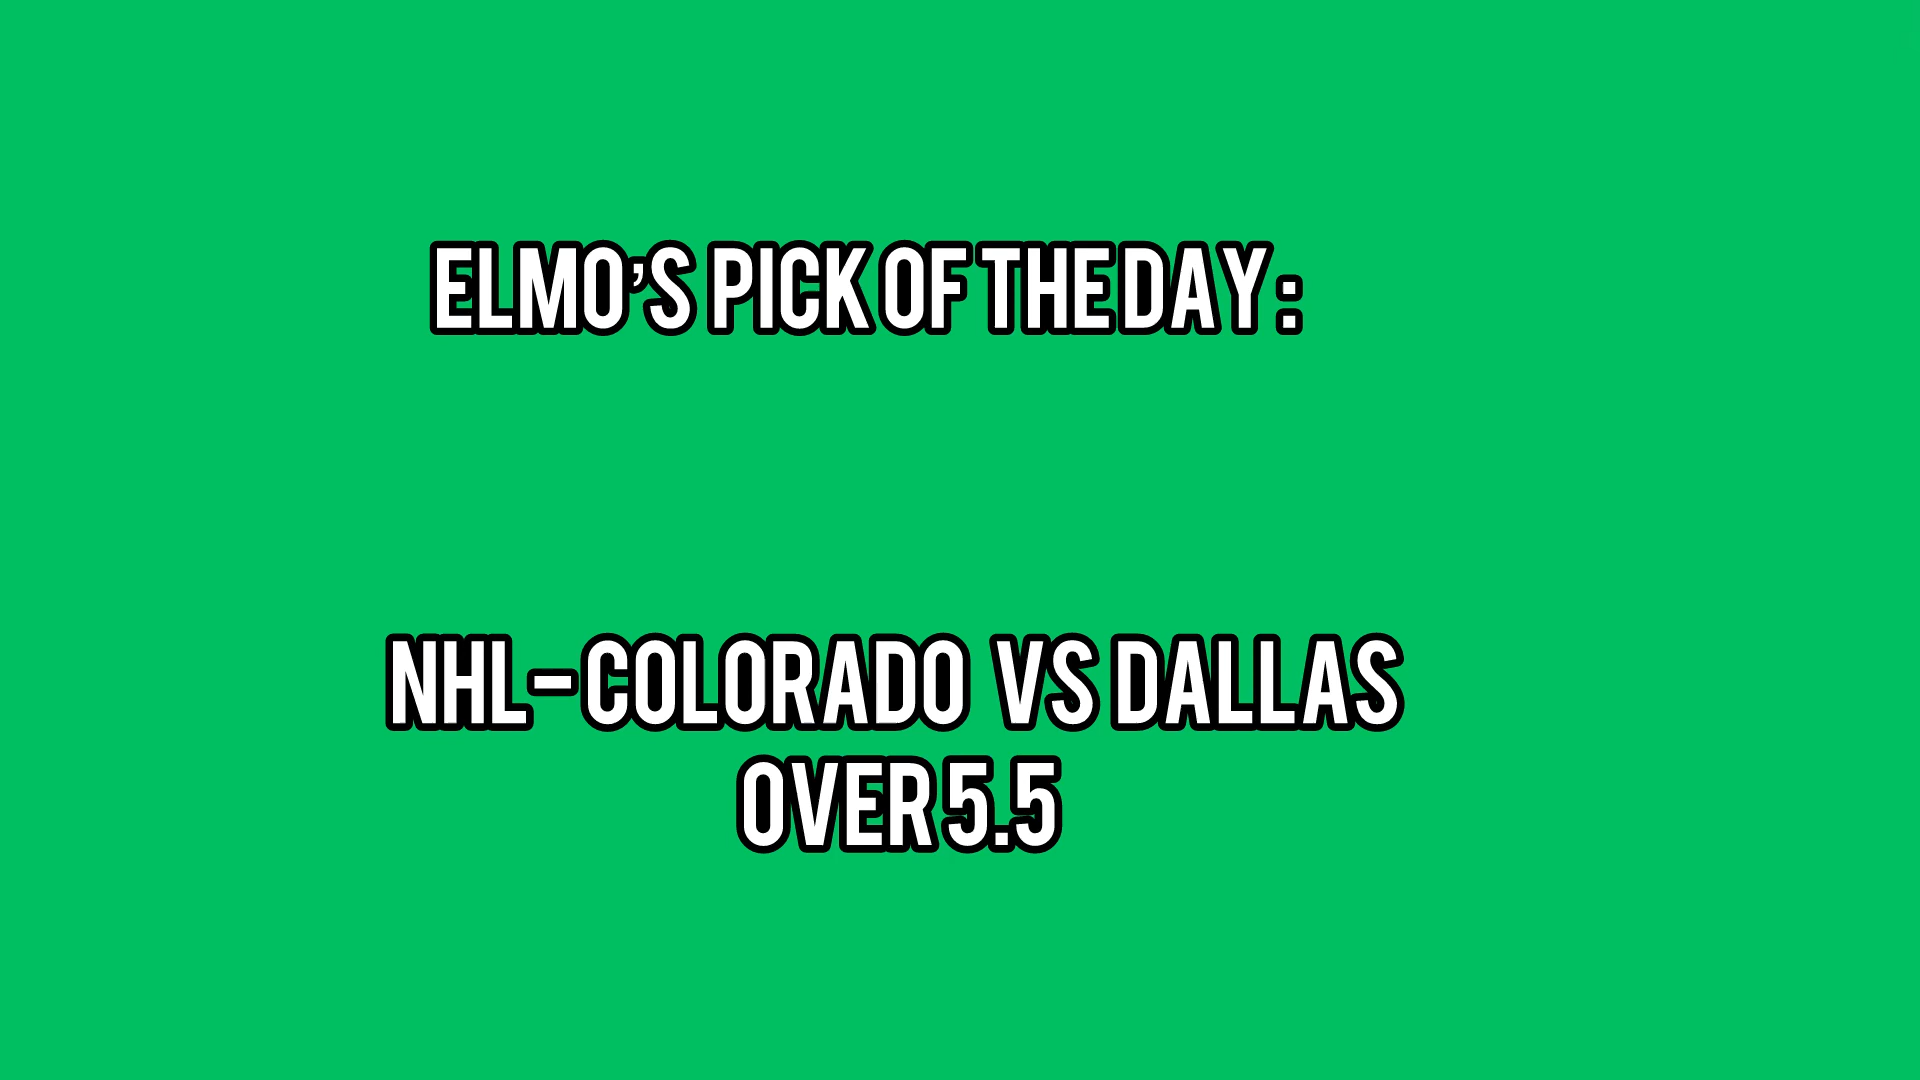 ELMO'S PICK OF THE DAY:
NHL-COLORADO VS DALLAS
OVER 5.5